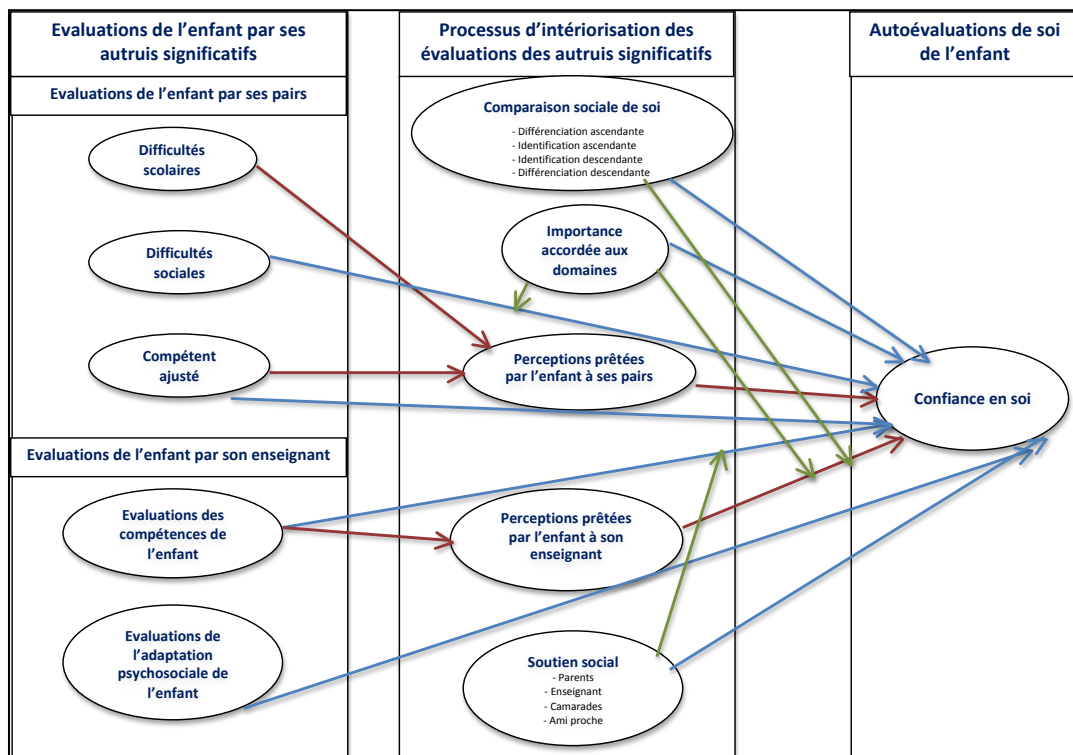 Evaluations de l’enfant par ses
autruis significatifs
Evaluations de l’enfant par ses pairs
Difficultés
scolaires
Difficultés
sociales
Compétent
ajusté
Evaluations de l’enfant par son enseignant
Evaluations des
compétences de
l’enfant
Evaluations de
l’adaptation
psychosociale de
l’enfant
Processus d’intériorisation des
évaluations des autruis significatifs
Comparaison sociale de soi
- Différenciation ascendante
- Identification ascendante
- Identification descendante
- Différenciation descendante
Importance
accordée aux
domaines
Perceptions prêtées
par l’enfant à ses pairs
Perceptions prêtées
par l’enfant à son
enseignant
Soutien social
- Parents
- Enseignant
- Camarades
- Ami proche
Autoévaluations de soi
de l’enfant
Confiance en soi